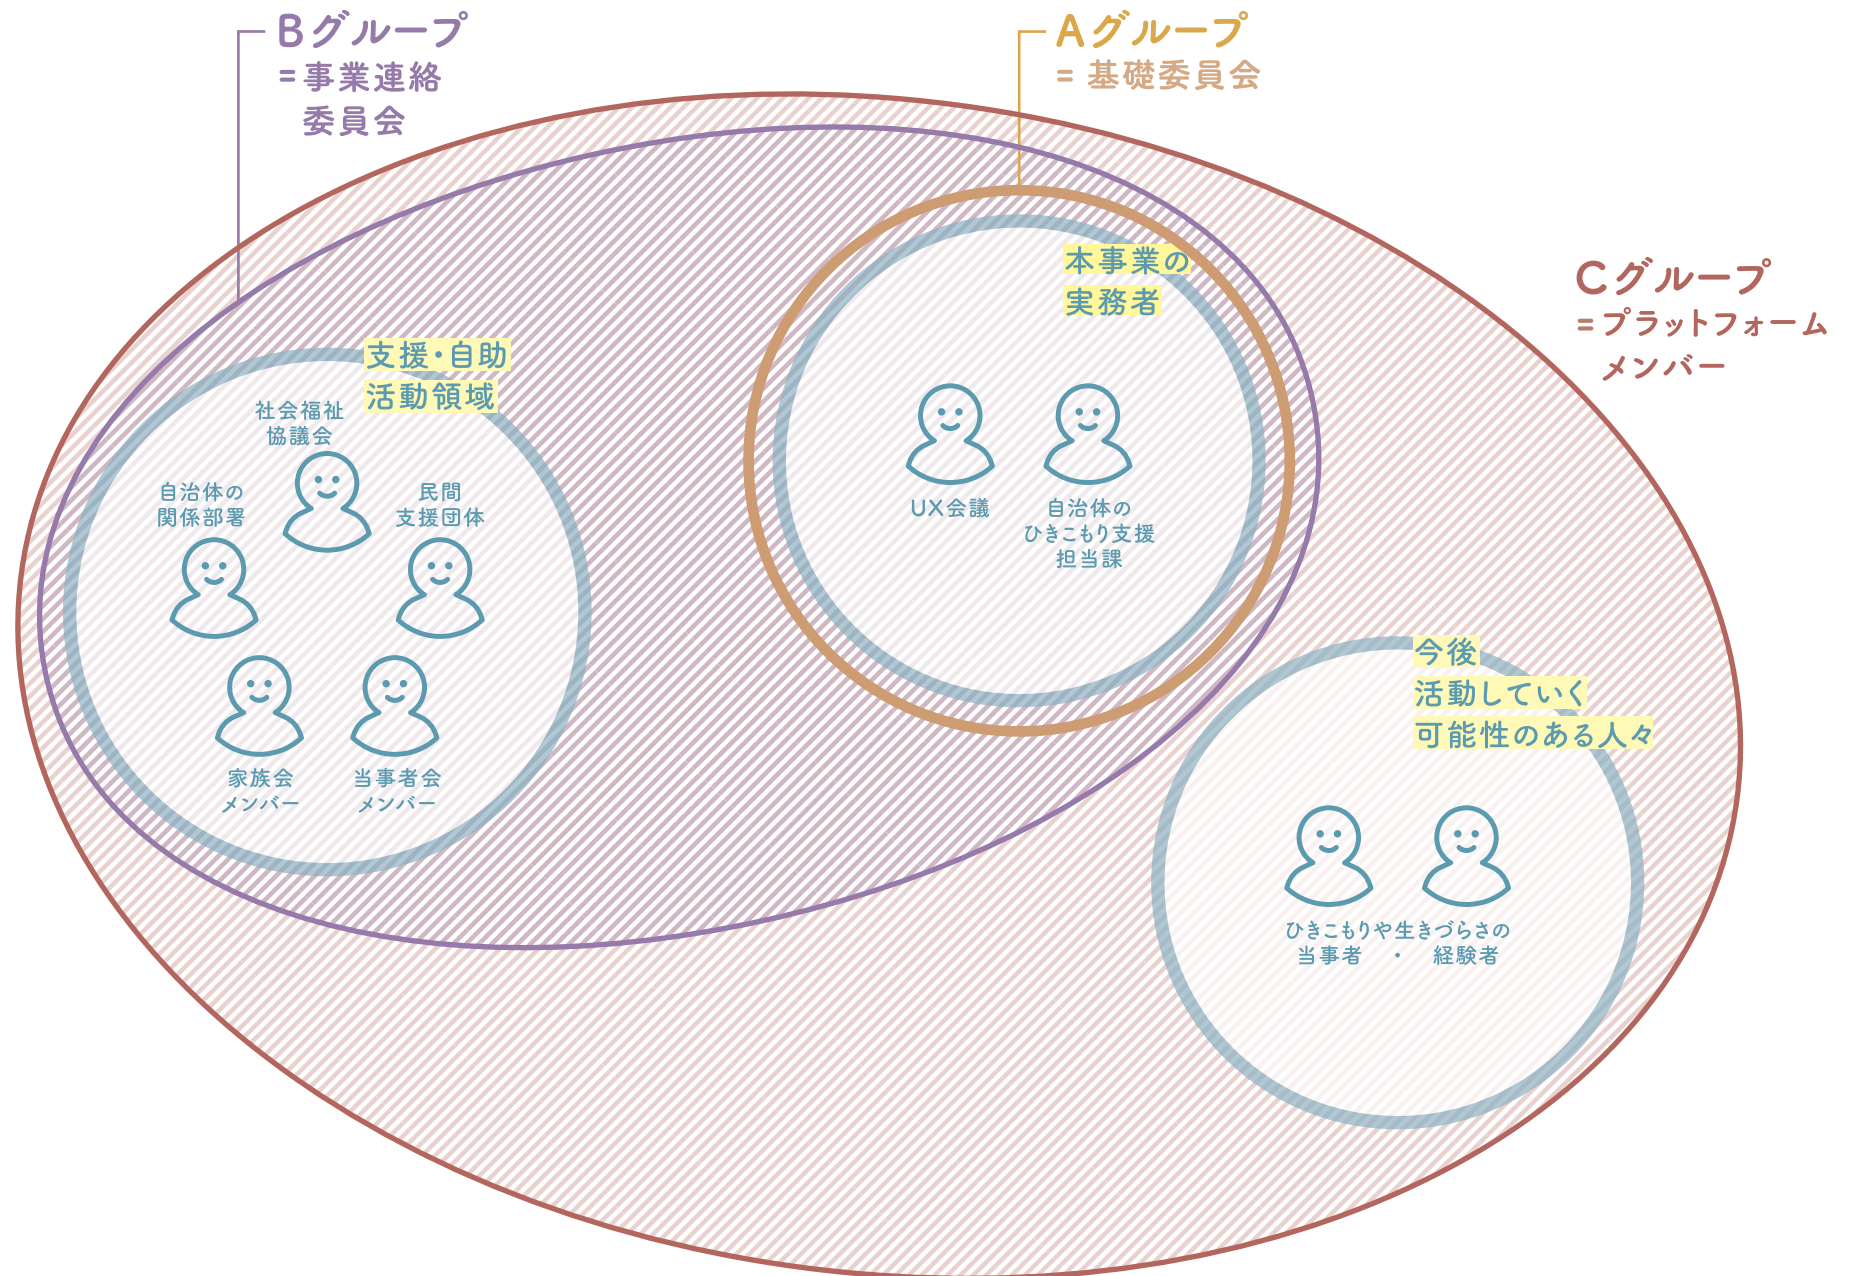 Bグループ
=事業連絡
委員会
Aグループ
= 基礎委員会
Cグループ
=プラットフォーム
メンバー
本事業の
実務者
UX会議
自治体の
ひきこもり支援
担当課
支援・自助
活動領域
社会福祉
協議会
自治体の
関係部署
民間
支援団体
家族会
メンバー
当事者会
メンバー
今後
活動していく
可能性のある人々
ひきこもりや生きづらさの
当事者 ・ 経験者